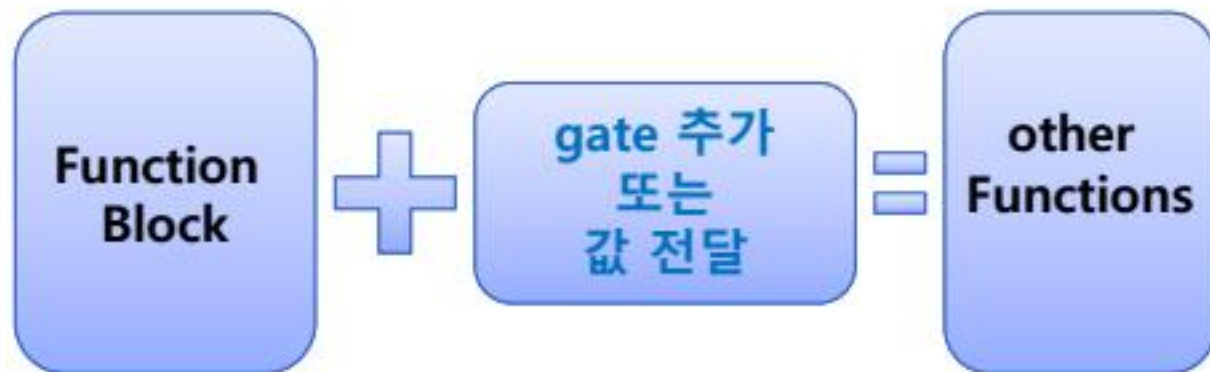 Function
Block
gate 추가
또는
값 전달
other
Functions